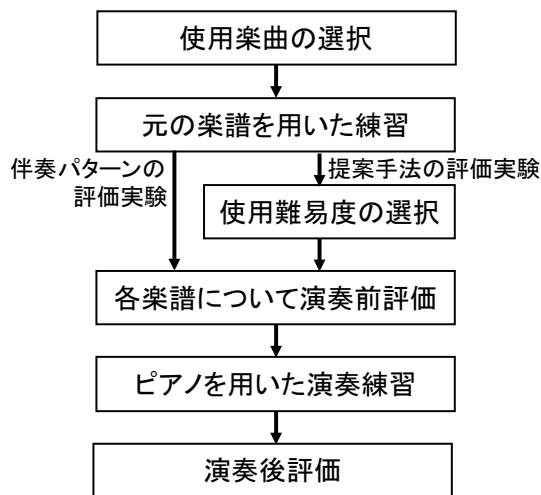 使用楽曲の選択
元の楽譜を用いた練習
伴奏パターンの
評価実験
提案手法の評価実験
使用難易度の選択
各楽譜について演奏前評価
ピアノを用いた演奏練習
演奏後評価